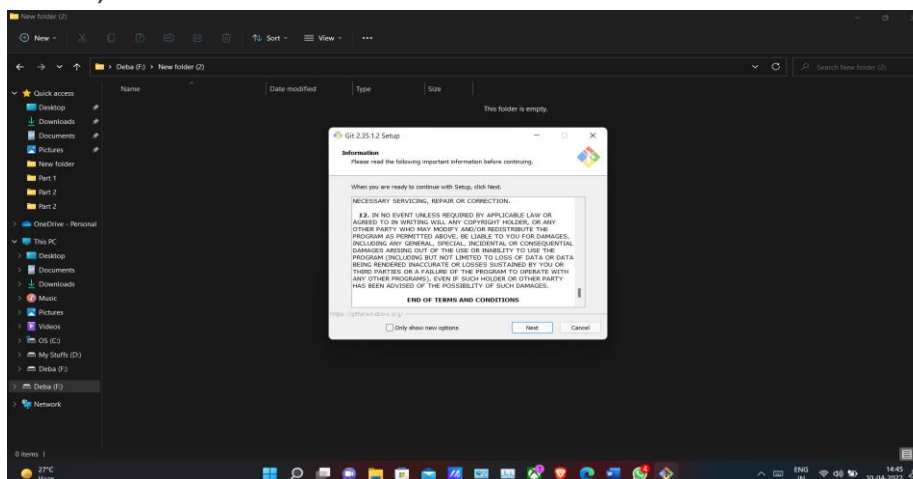 New folder (2)
New
Sort
View
Deba (F:) > New folder (2)
Search New folder (2)
Name
Date modified
Type
Size
This folder is empty.
Quick access
Desktop
Downloads
Documents
Pictures
New folder
Part 1
Part 2
Part 2
OneDrive - Personal
This PC
Desktop
Documents
Downloads
Music
Pictures
Videos
OS (C:)
My Stuffs (D:)
Deba (F:)
Deba (F:)
Network
Git 2.35.1.2 Setup
Information
Please read the following important information before continuing.
When you are ready to continue with Setup, click Next.
NECESSARY SERVICING, REPAIR OR CORRECTION.
12. IN NO EVENT UNLESS REQUIRED BY APPLICABLE LAW OR
AGREED TO IN WRITING WILL ANY COPYRIGHT HOLDER, OR ANY
OTHER PARTY WHO MAY MODIFY AND/OR REDISTRIBUTE THE
PROGRAM AS PERMITTED ABOVE, BE LIABLE TO YOU FOR DAMAGES,
INCLUDING ANY GENERAL, SPECIAL, INCIDENTAL OR CONSEQUENTIAL
DAMAGES ARISING OUT OF THE USE OR INABILITY TO USE THE
PROGRAM (INCLUDING BUT NOT LIMITED TO LOSS OF DATA OR DATA
BEING RENDERED INACCURATE OR LOSSES SUSTAINED BY YOU OR
THIRD PARTIES OR A FAILURE OF THE PROGRAM TO OPERATE WITH
ANY OTHER PROGRAMS), EVEN IF SUCH HOLDER OR OTHER PARTY
HAS BEEN ADVISED OF THE POSSIBILITY OF SUCH DAMAGES.
END OF TERMS AND CONDITIONS
https://gitforwindows.org/
Only show new options
Next
Cancel
0 items
27°C
Haze
ENG
IN
14:45
10-04-2022